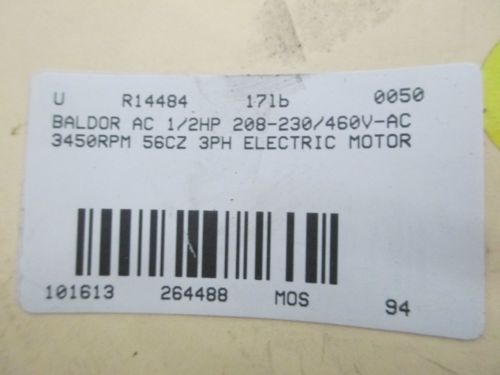 U R14484 17lb 0050
BALDOR AC 1/2HP 208-230/460V-AC
3450RPM 56CZ 3PH ELECTRIC MOTOR
101613 264488 MOS 94